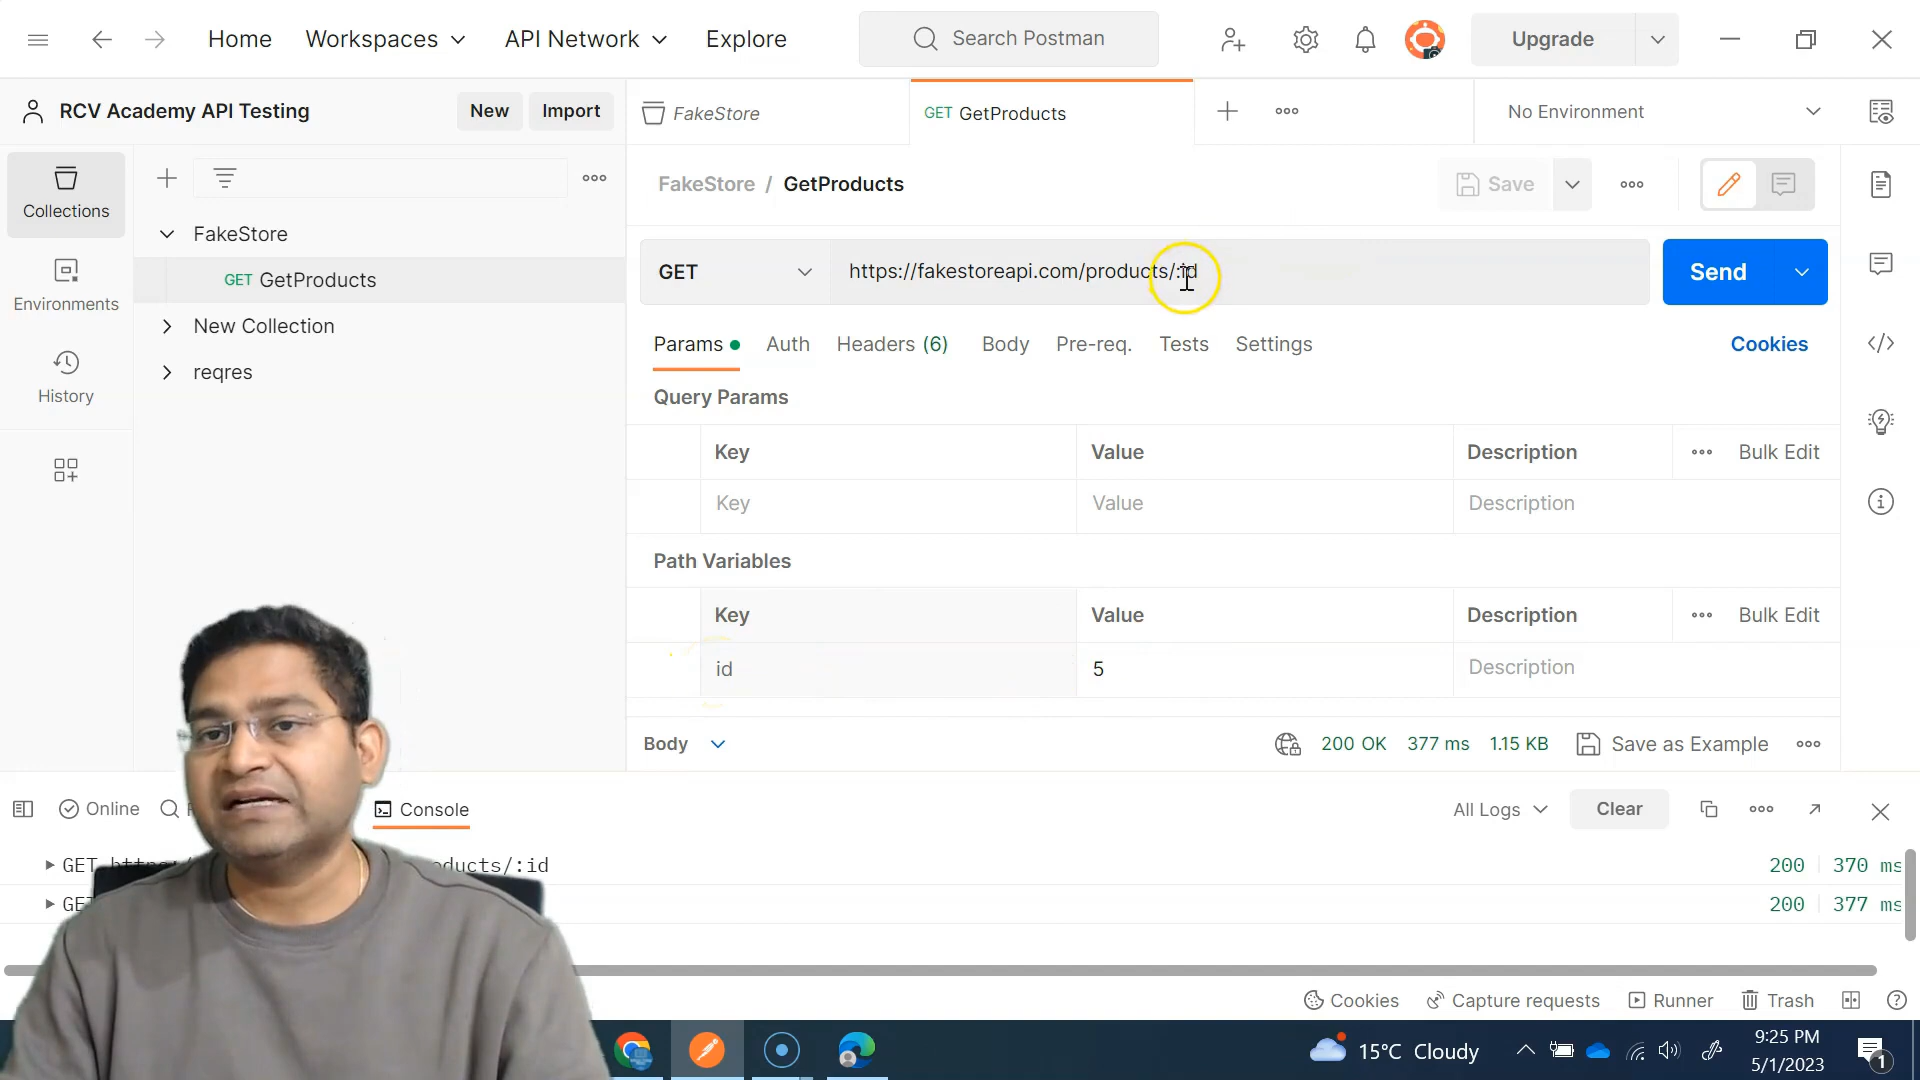 Home Workspaces API Network Explore Search Postman Upgrade
RCV Academy API Testing New Import FakeStore GET GetProducts No Environment
Collections
Environments
History
FakeStore
GET GetProducts
New Collection
reqres
FakeStore / GetProducts Save
GET https://fakestoreapi.com/products/:id Send
Params Auth Headers (6) Body Pre-req. Tests Settings Cookies
Query Params
Key Value Description Bulk Edit
Key Value Description
Path Variables
Key Value Description Bulk Edit
id 5 Description
Body 200 OK 377 ms 1.15 KB Save as Example
Online Console All Logs Clear
GET oducts/:id 200 370 ms
200 377 ms
Cookies Capture requests Runner Trash
15°C Cloudy 9:25 PM
5/1/2023
1